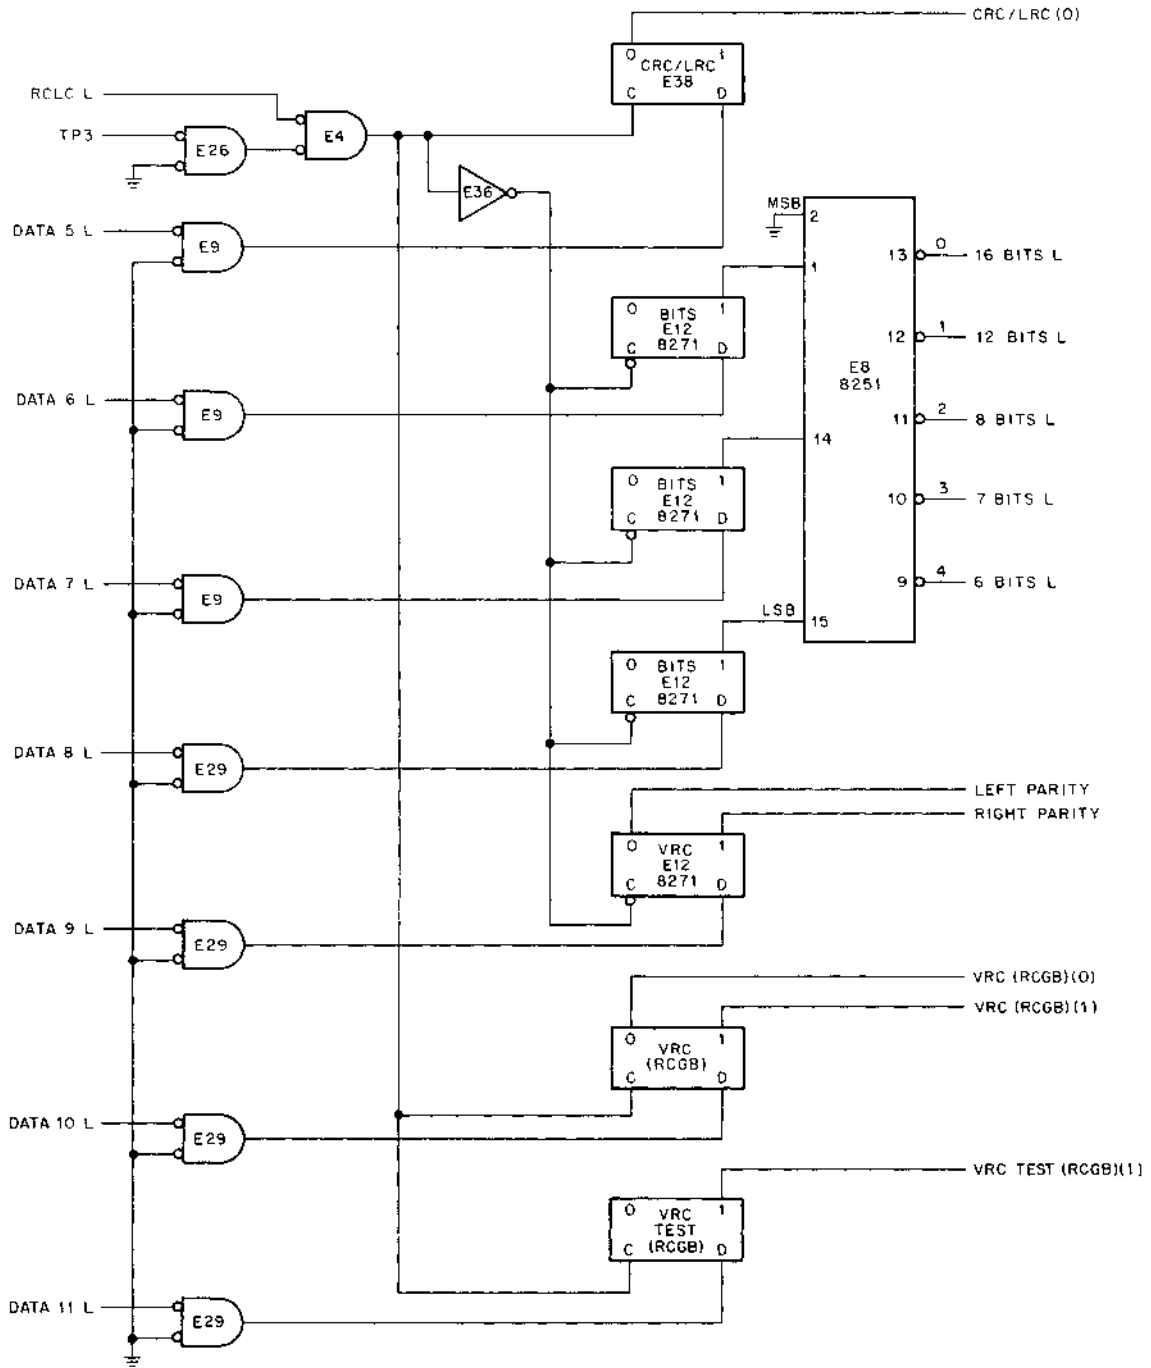 CRC/LRC (0)
0 1
CRC/LRC
E38
C D
RCLC L
TP3
E26
E4
E36
DATA 5 L
E9
MSB
2
13 0 16 BITS L
1
0 1
BITS
E12
8271
C D
12 1 12 BITS L
E8
8251
DATA 6 L
E9
11 2 8 BITS L
14
0 1
BITS
E12
8271
C D
10 3 7 BITS L
DATA 7 L
E9
9 4 6 BITS L
LSB
15
0 1
BITS
E12
8271
C D
DATA 8 L
E29
LEFT PARITY
RIGHT PARITY
0 1
VRC
E12
8271
C D
DATA 9 L
E29
VRC (RCGB)(0)
VRC (RCGB)(1)
0 1
VRC
(RCGB)
C D
DATA 10 L
E29
VRC TEST (RCGB)(1)
0 1
VRC
TEST
(RCGB)
C D
DATA 11 L
E29